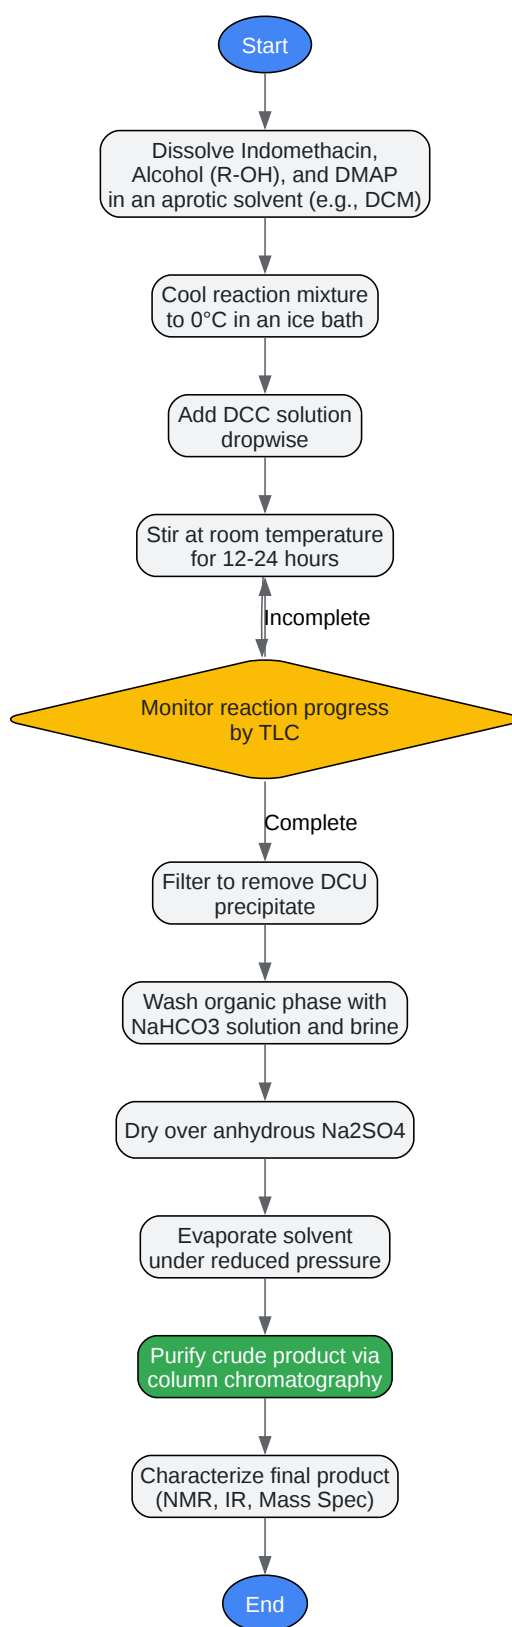 Start
Dissolve Indomethacin,
Alcohol (R-OH), and DMAP
in an aprotic solvent (e.g., DCM)
Cool reaction mixture
to 0°C in an ice bath
Add DCC solution
dropwise
Stir at room temperature
for 12-24 hours
Incomplete
Monitor reaction progress
by TLC
Complete
Filter to remove DCU
precipitate
Wash organic phase with
NaHCO3 solution and brine
Dry over anhydrous Na2SO4
Evaporate solvent
under reduced pressure
Purify crude product via
column chromatography
Characterize final product
(NMR, IR, Mass Spec)
End